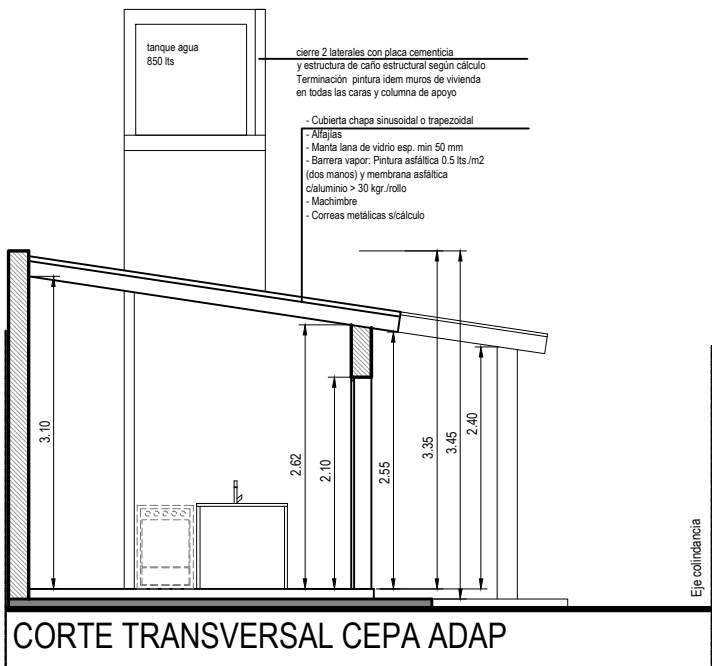 tanque agua
850 lts
cierre 2 laterales con placa cementicia
y estructura de caño estructural según cálculo
Terminación pintura idem muros de vivienda
en todas las caras y columna de apoyo
- Cubierta chapa sinusoidal o trapezoidal
- Alfajías
- Manta lana de vidrio esp. min 50 mm
- Barrera vapor: Pintura asfáltica 0.5 lts./m2
(dos manos) y membrana asfáltica
c/aluminio > 30 kgr./rollo
- Machimbre
- Correas metálicas s/cálculo
3.10
2.62
2.10
2.55
3.35
3.45
2.40
Eje colindancia
CORTE TRANSVERSAL CEPA ADAP